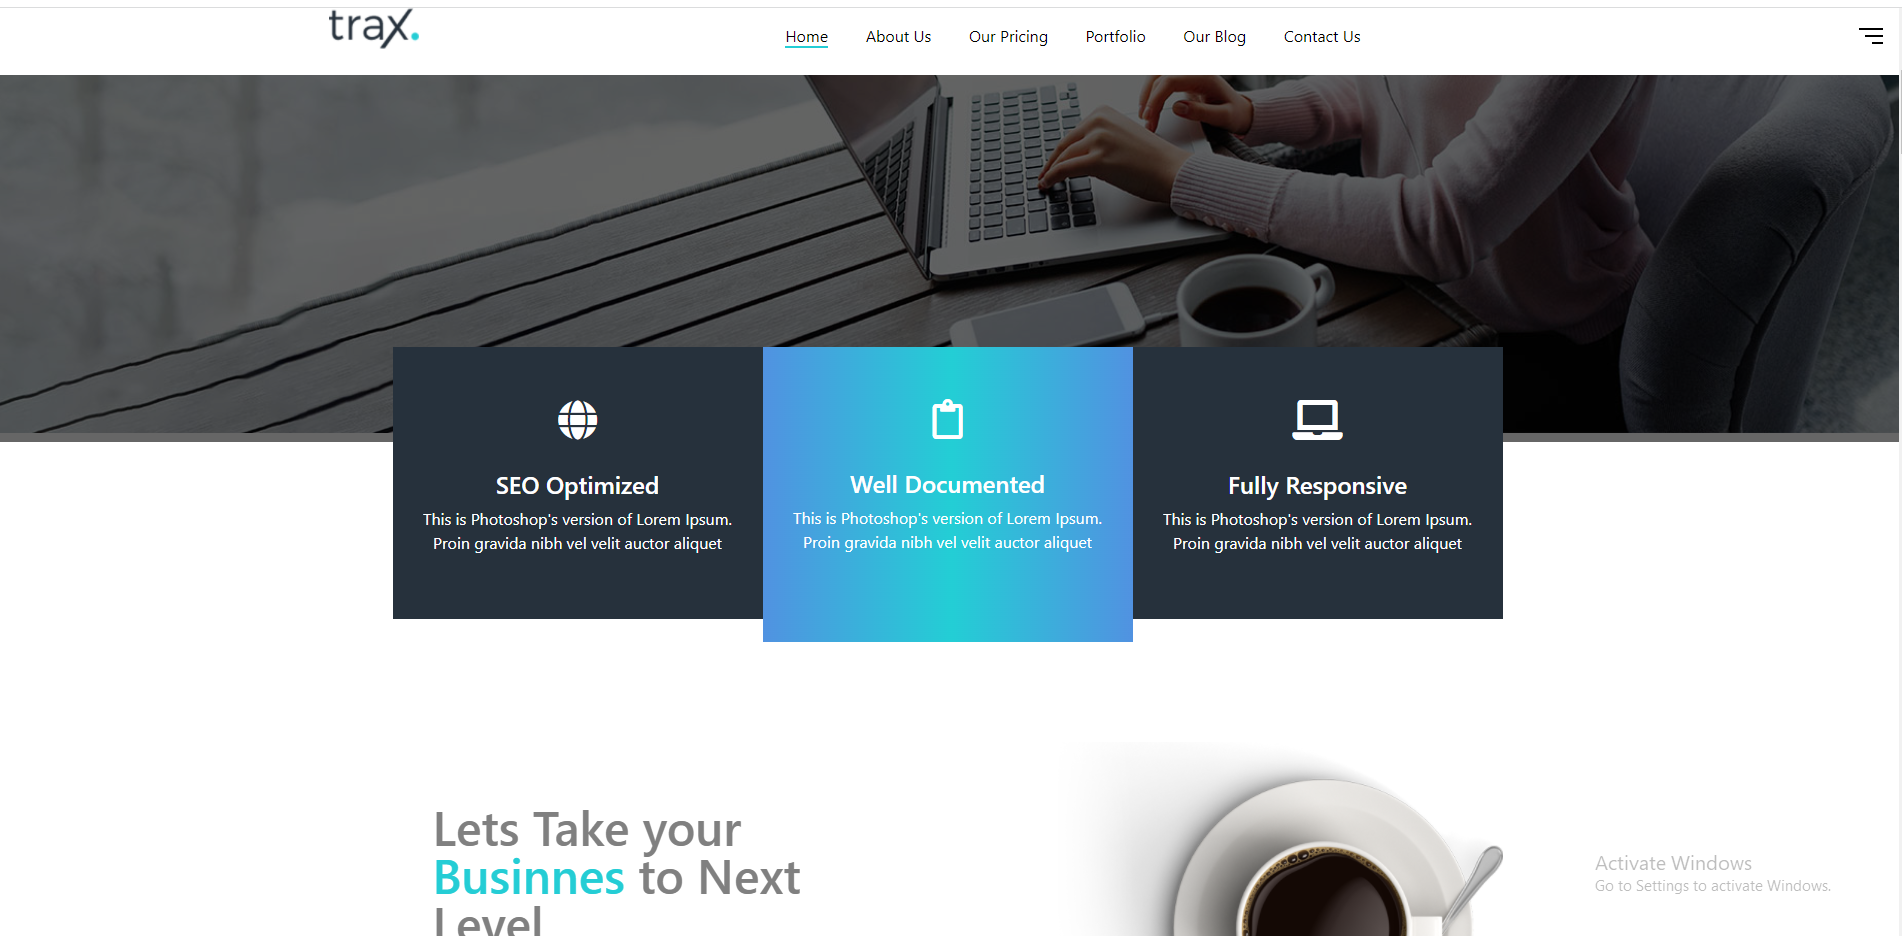 trax.
Home About Us Our Pricing Portfolio Our Blog Contact Us
SEO Optimized
This is Photoshop's version of Lorem Ipsum.
Proin gravida nibh vel velit auctor aliquet
Well Documented
This is Photoshop's version of Lorem Ipsum.
Proin gravida nibh vel velit auctor aliquet
Fully Responsive
This is Photoshop's version of Lorem Ipsum.
Proin gravida nibh vel velit auctor aliquet
Lets Take your
Businnes to Next
Level
Activate Windows
Go to Settings to activate Windows.